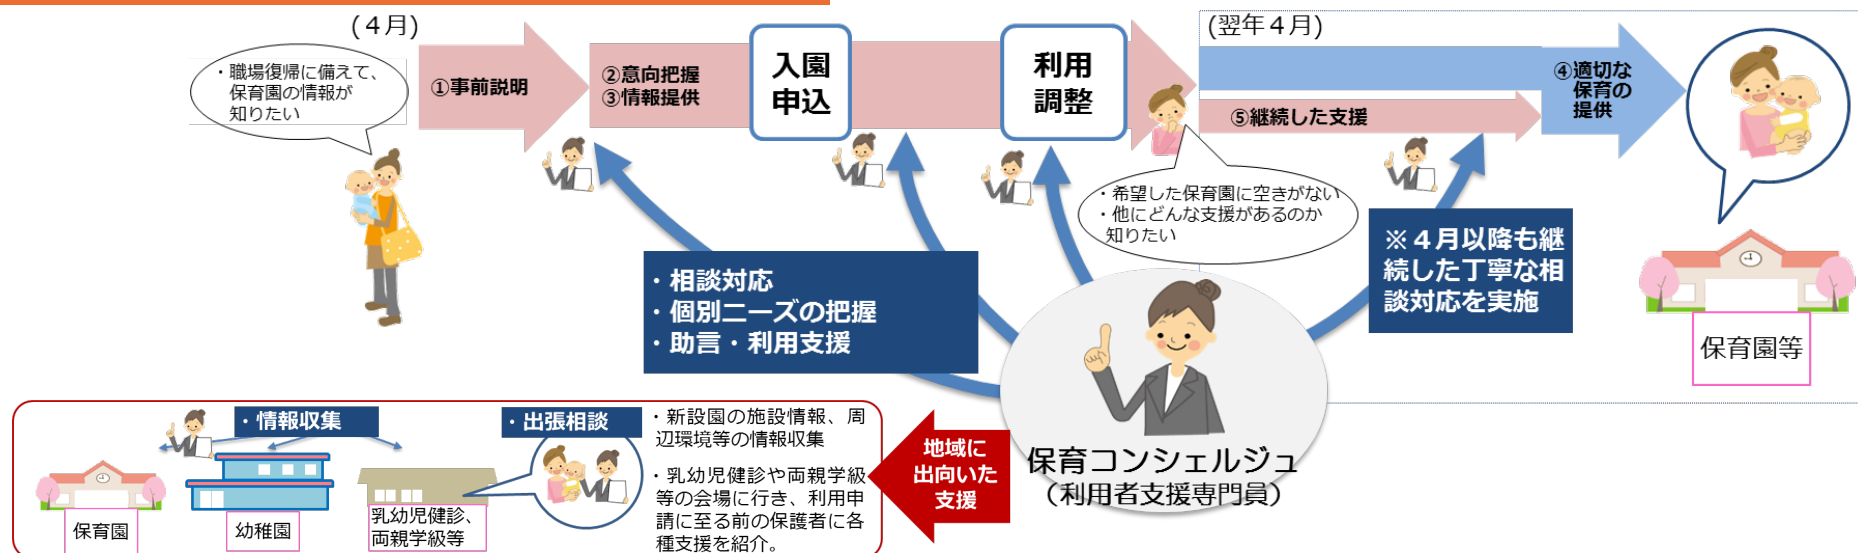 (４月)
・職場復帰に備えて、
保育園の情報が
知りたい
①事前説明
②意向把握
③情報提供
入園
申込
利用
調整
(翌年４月)
④適切な
保育の
提供
⑤継続した支援
・希望した保育園に空きがない
・他にどんな支援があるのか
知りたい
・相談対応
・個別ニーズの把握
・助言・利用支援
※４月以降も継
続した丁寧な相
談対応を実施
保育園等
保育コンシェルジュ
（利用者支援専門員）
地域に
出向いた
支援
・情報収集
・出張相談
・新設園の施設情報、周
辺環境等の情報収集
・乳幼児健診や両親学級
等の会場に行き、利用申
請に至る前の保護者に各
種支援を紹介。
保育園
幼稚園
乳幼児健診、
両親学級等